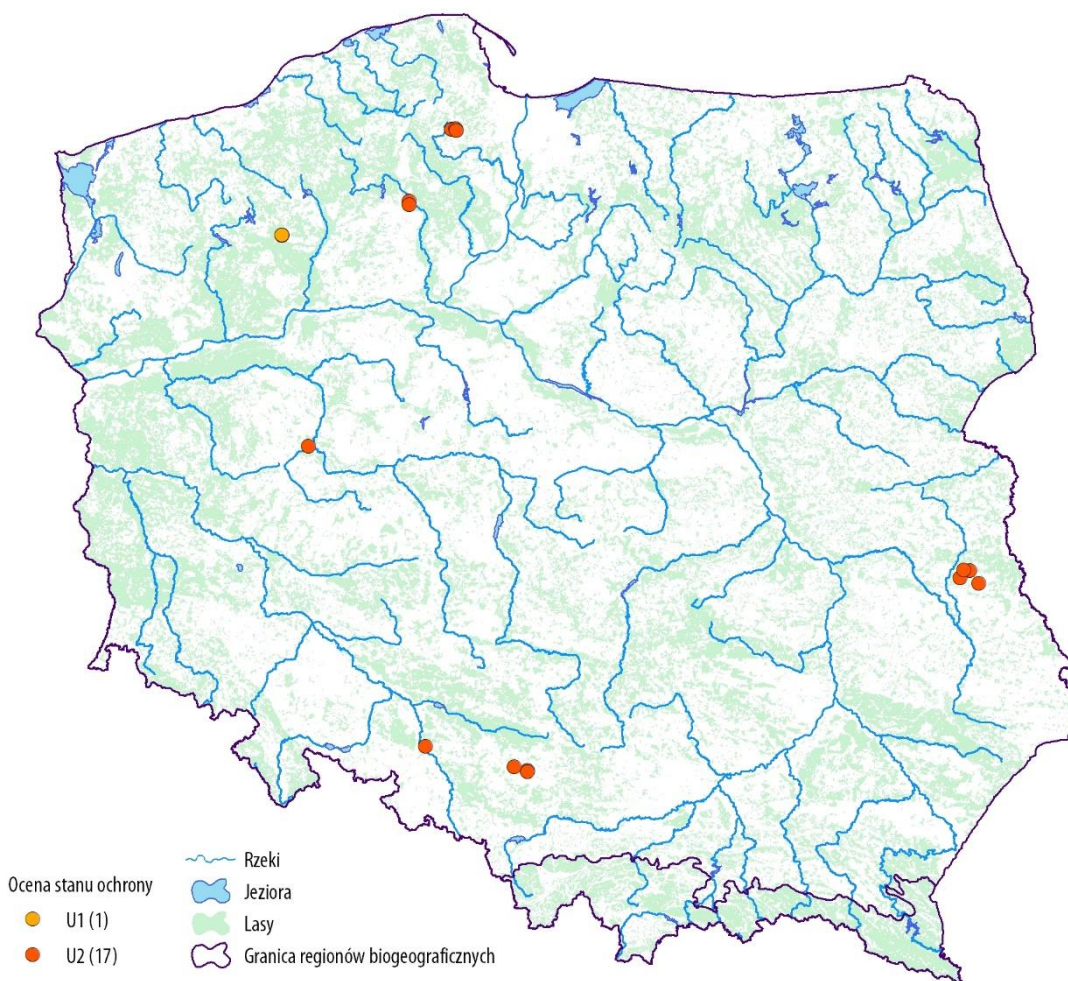 Ocena stanu ochrony
U1 (1)
U2 (17)
Rzeki
Jeziora
Lasy
Granica regionów biogeograficznych